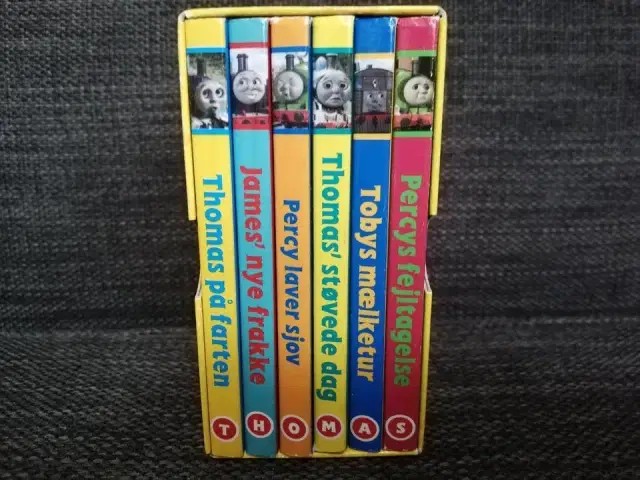 Thomas på farten
T
James' nye frakke
H
Percy laver sjov
O
Thomas' støvede dag
M
Tobys mælketur
A
Percys fejltagelse
S